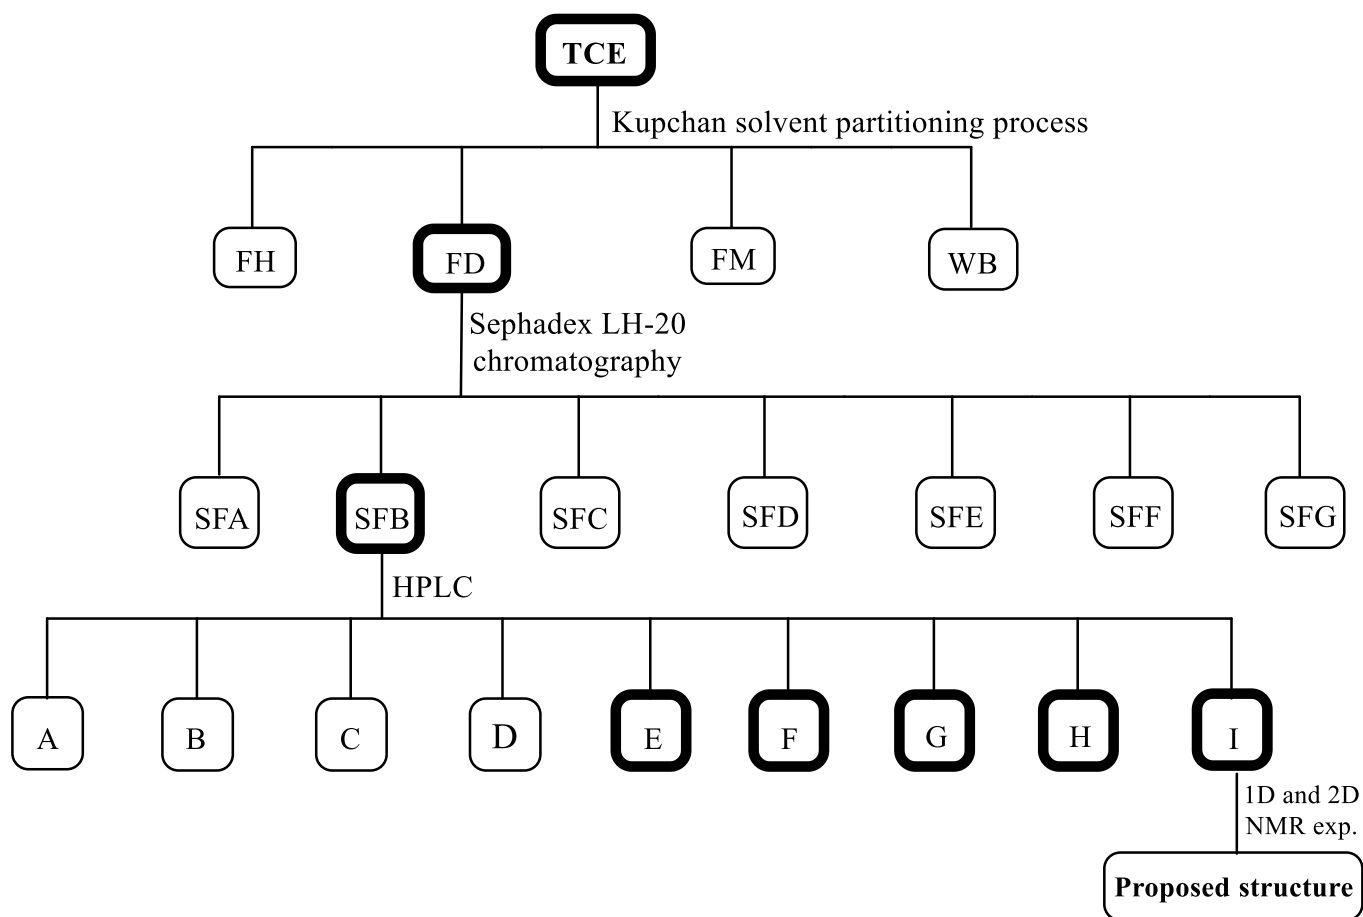 TCE
Kupchan solvent partitioning process
FH
FD
FM
WB
Sephadex LH-20
chromatography
SFA
SFB
SFC
SFD
SFE
SFF
SFG
HPLC
A
B
C
D
E
F
G
H
I
1D and 2D
NMR exp.
Proposed structure